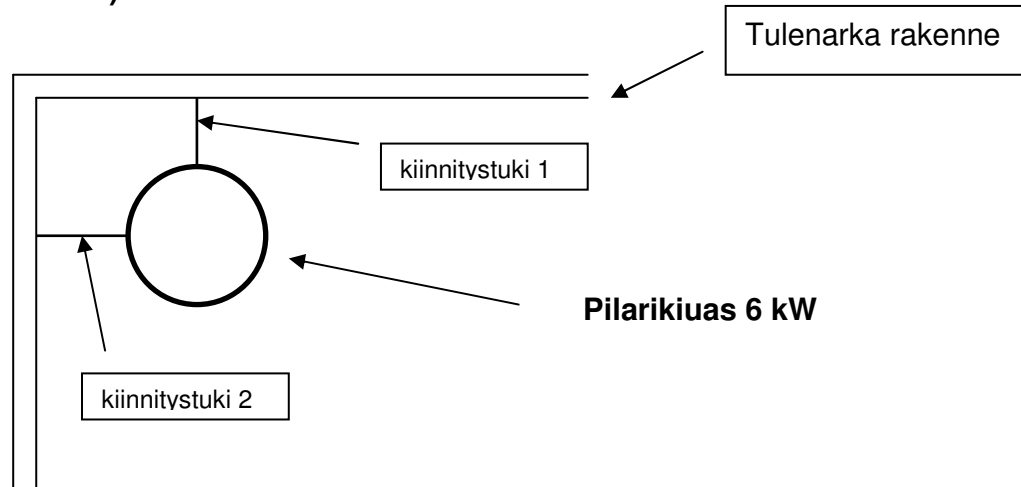 )
Tulenarka rakenne
kiinnitystuki 1
Pilarikiuas 6 kW
kiinnitystuki 2